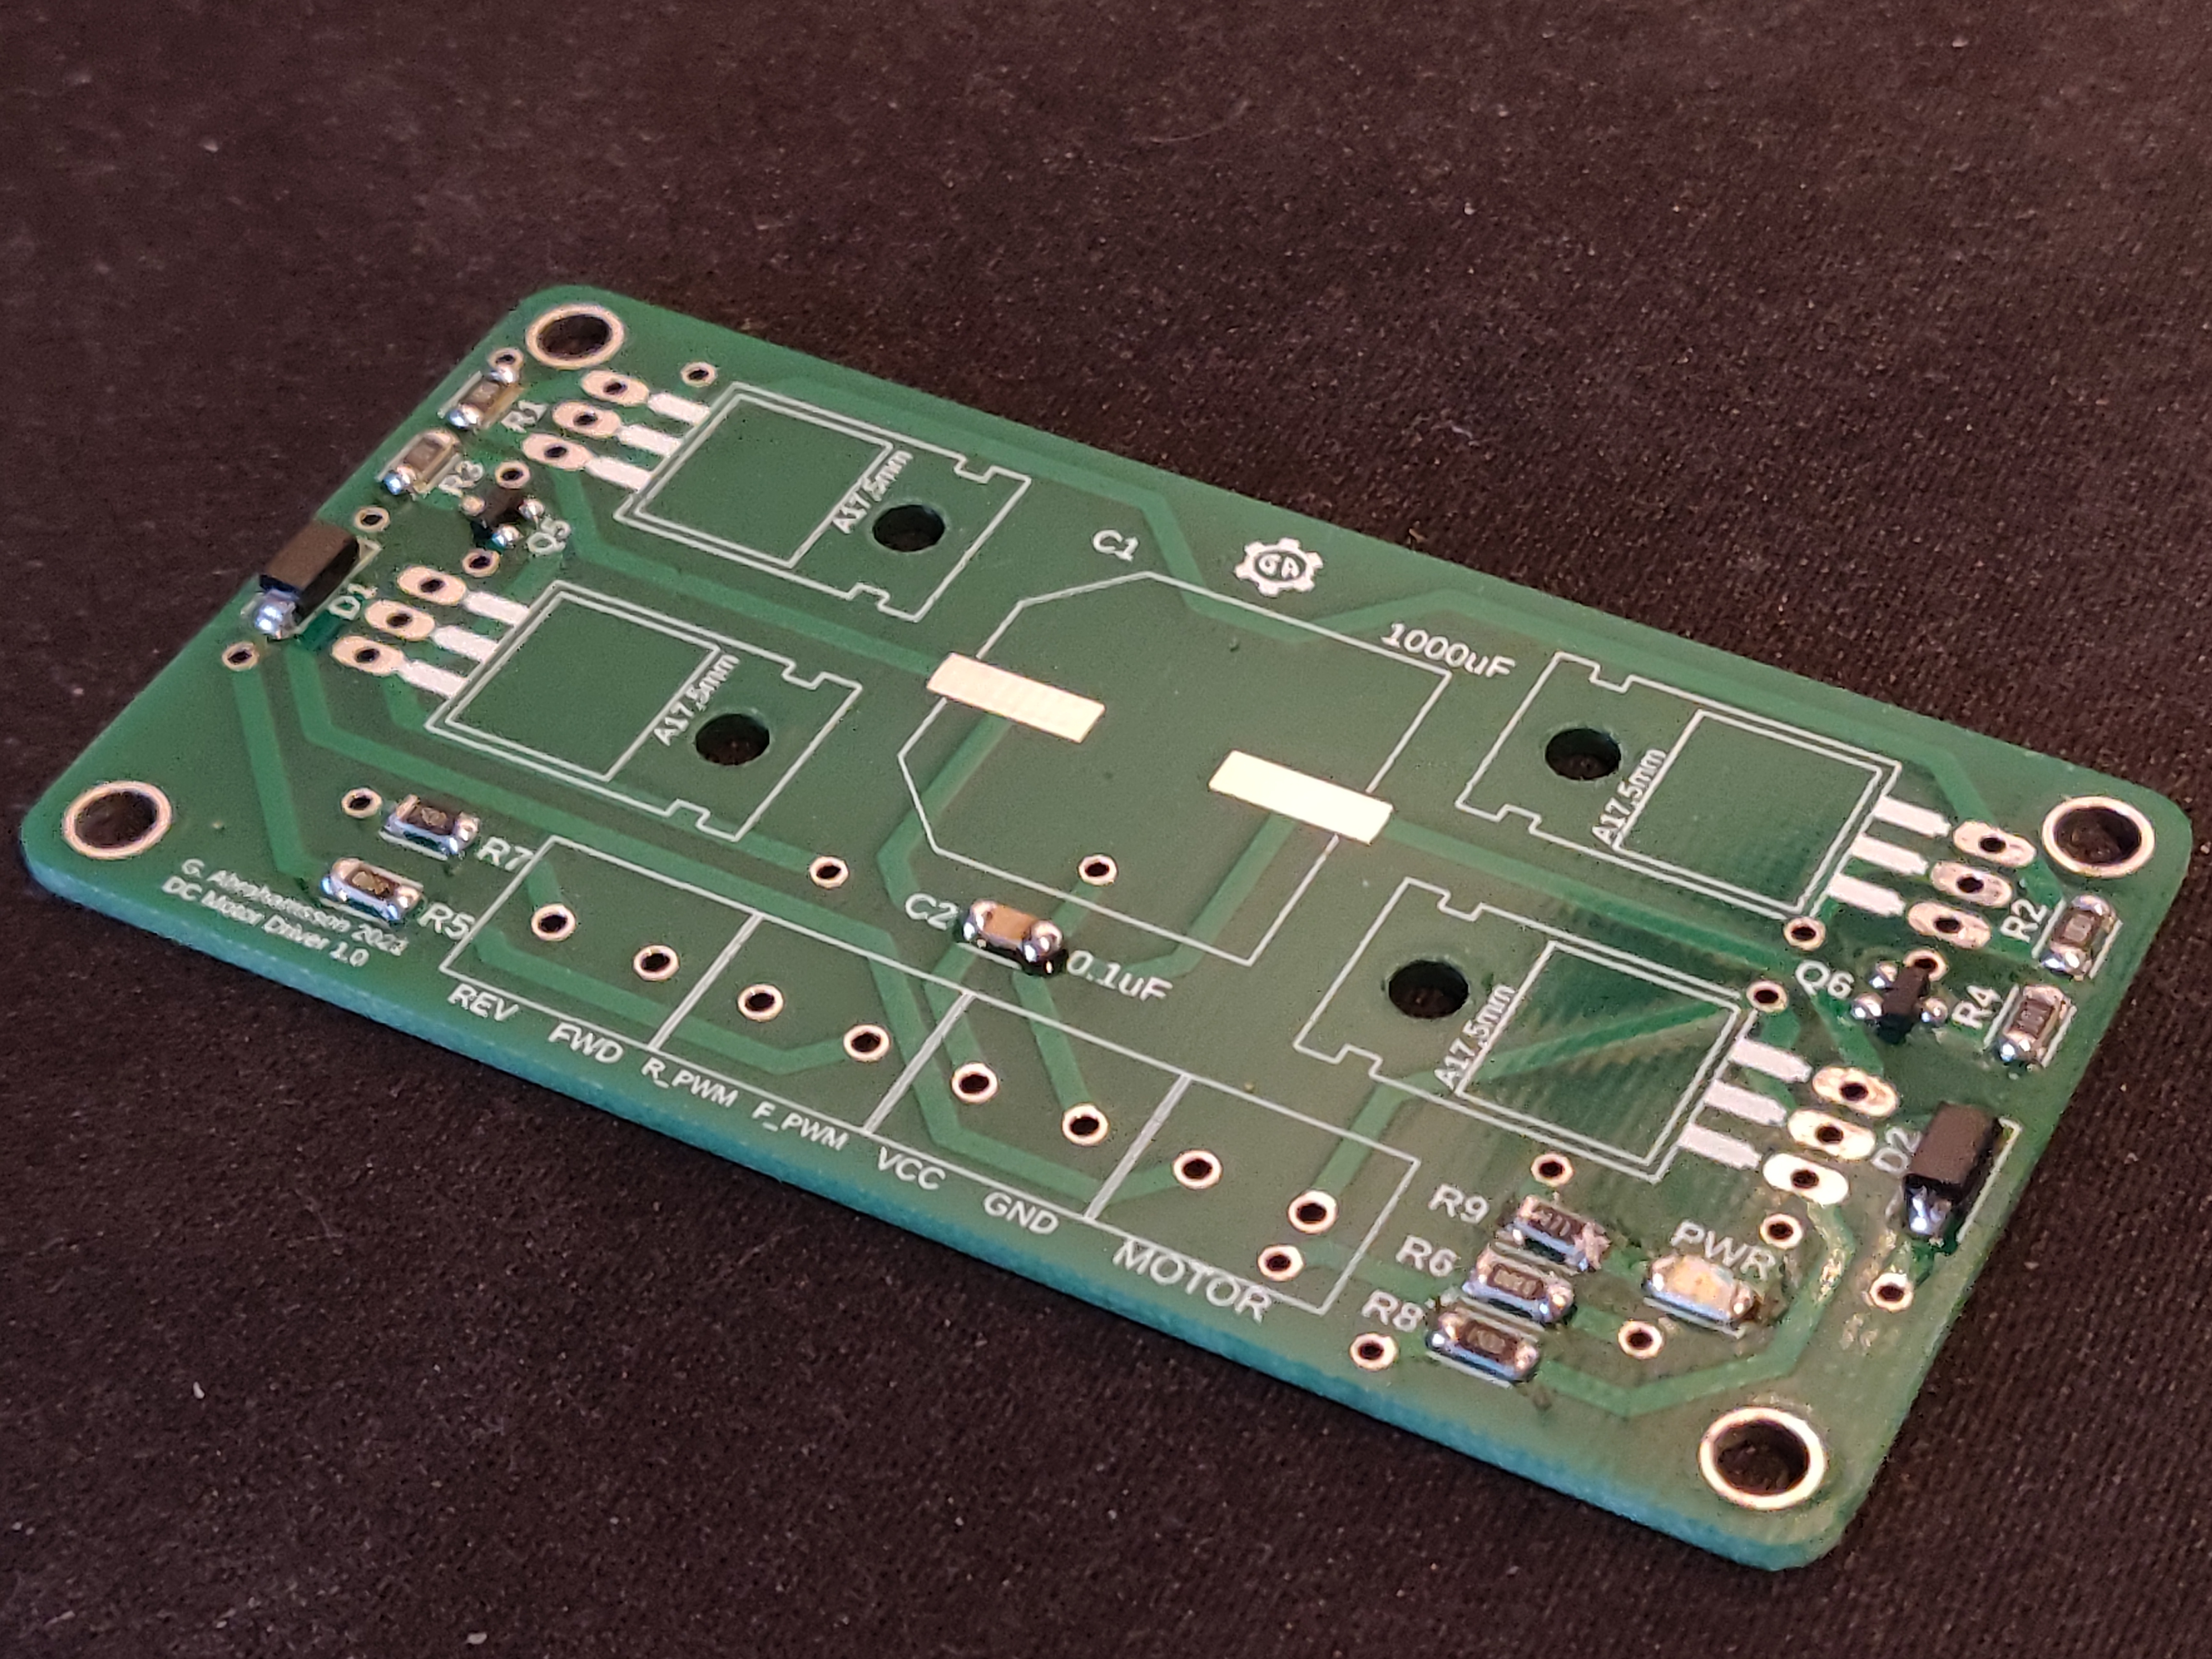 R1
R3
Q5
D1
A17,5mm
A17,5mm
C1
GA
1000uF
A17,5mm
A17,5mm
R7
R5
G. Abrahamsson
DC Motor Driver 1.0
C2
0.1uF
REV
FWD
R_PWM
F_PWM
VCC
GND
MOTOR
R2
Q6
R4
D2
R9
R6
R8
PWR